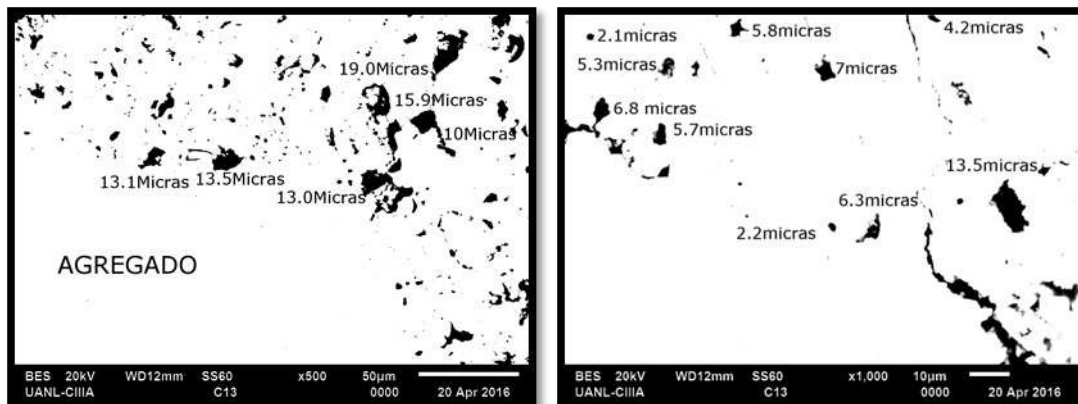 19.0Micras
15.9Micras
10Micras
13.1Micras
13.5Micras
13.0Micras
AGREGADO
BES 20kV WD12mm SS60 x500 50µm
UANL-CIIIA C13 0000 20 Apr 2016
2.1micras
5.8micras
4.2micras
5.3micras
7micras
6.8 micras
5.7micras
13.5micras
6.3micras
2.2micras
BES 20kV WD12mm SS60 x1,000 10µm
UANL-CIIIA C13 0000 20 Apr 2016